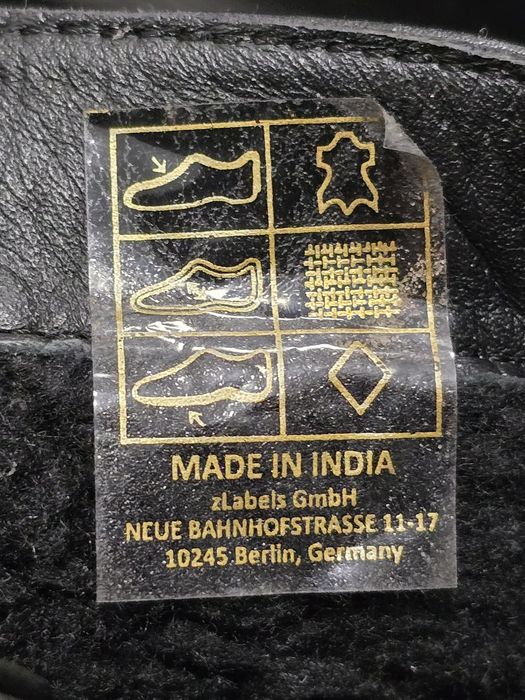 MADE IN INDIA
zLabels GmbH
NEUE BAHNHOFSTRASSE 11-17
10245 Berlin, Germany